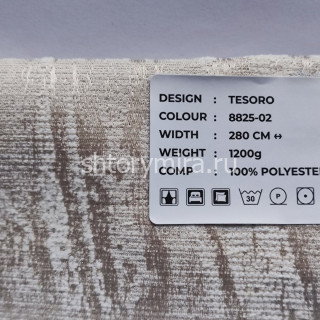 DESIGN : TESORO
COLOUR : 8825-02
WIDTH : 280 CM ↔
WEIGHT : 1200g
COMP : 100% POLYESTER
shtorymira.ru
30 P